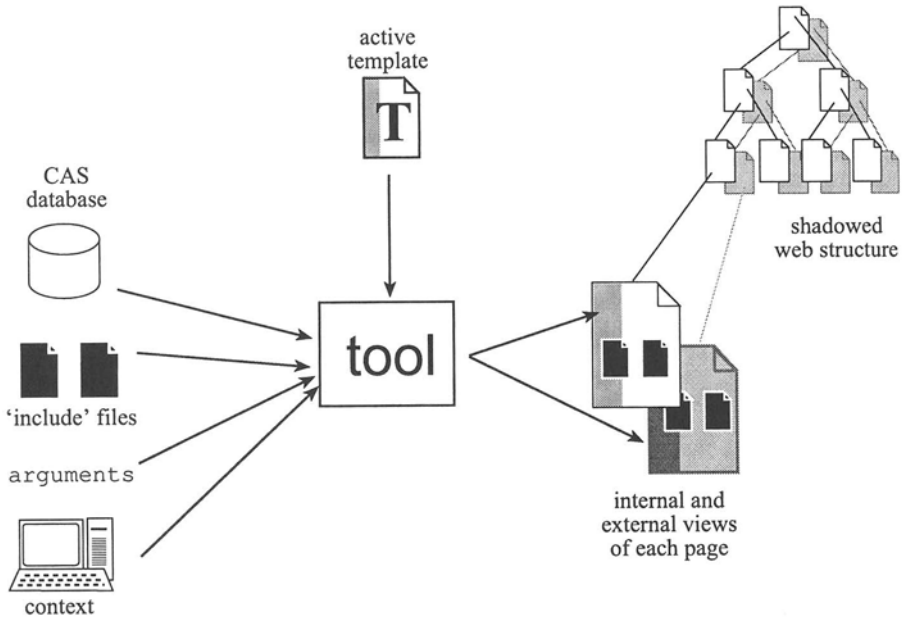 active
template
T
CAS
database
shadowed
web structure
tool
‘include’ files
arguments
internal and
external views
of each page
context